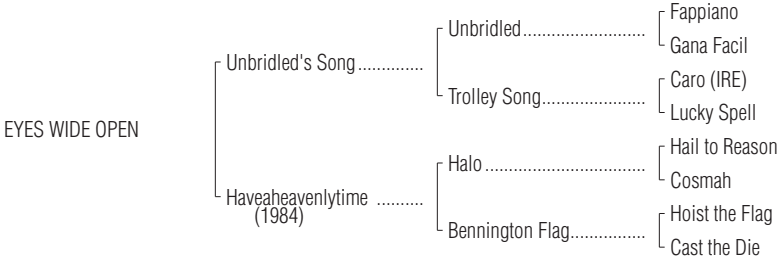 Fappiano
Unbridled..........................
Gana Facil
Unbridled's Song..............
Caro (IRE)
Trolley Song......................
Lucky Spell
EYES WIDE OPEN
Hail to Reason
Halo ..................................
Cosmah
Haveaheavenlytime ..........
(1984)
Hoist the Flag
Bennington Flag................
Cast the Die